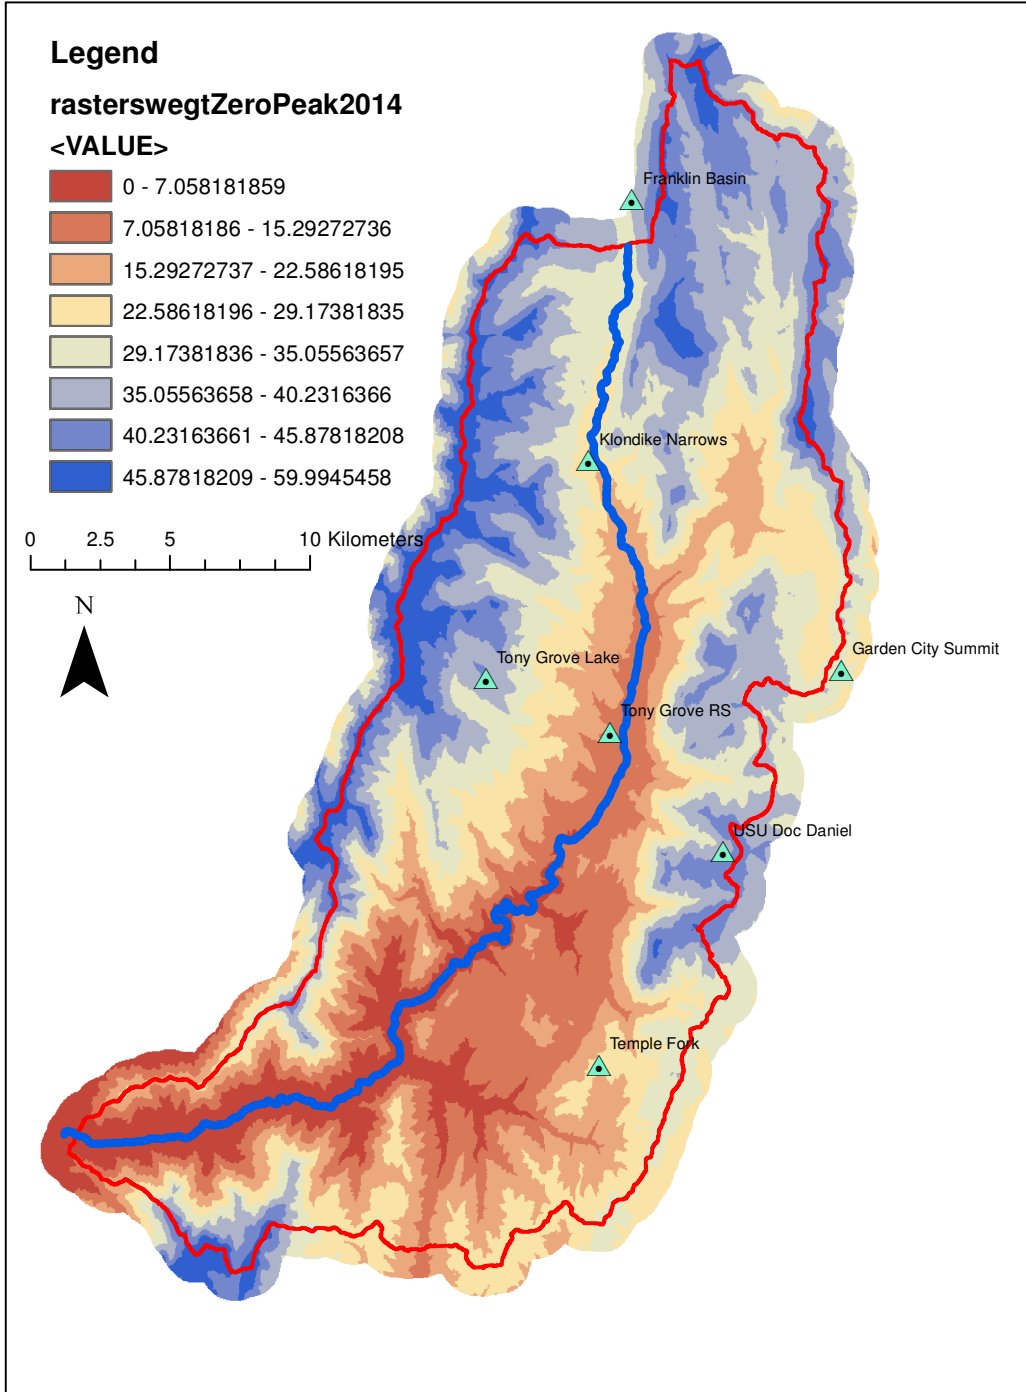 Legend
rasterswegtZeroPeak2014
<VALUE>
0 - 7.058181859
7.05818186 - 15.29272736
15.29272737 - 22.58618195
22.58618196 - 29.17381835
29.17381836 - 35.05563657
35.05563658 - 40.2316366
40.23163661 - 45.87818208
45.87818209 - 59.9945458
0 2.5 5 10 Kilometers
N
Franklin Basin
Klondike Narrows
Garden City Summit
Tony Grove Lake
Tony Grove RS
USU Doc Daniel
Temple Fork